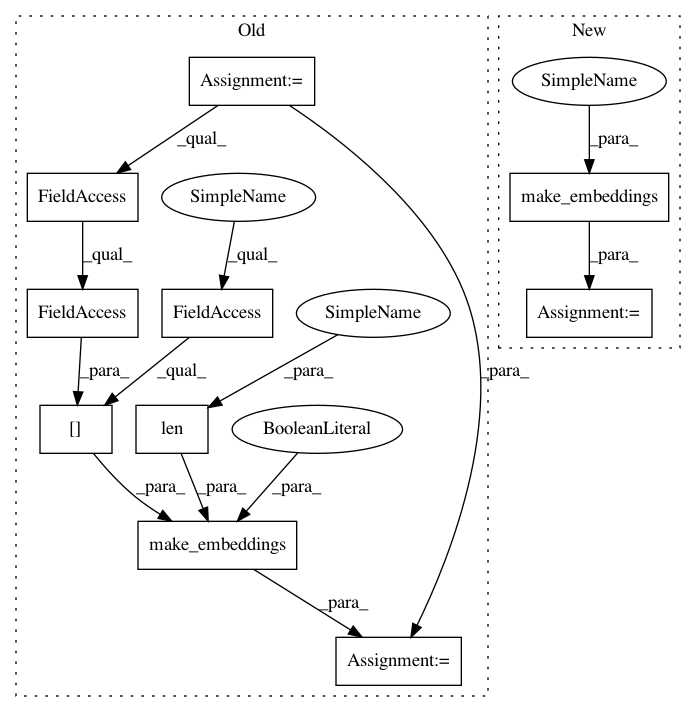 Old
New
Assignment:=
SimpleName
_qual_
_para_
FieldAccess
SimpleName
make_embeddings
_qual_
_qual_
_para_
FieldAccess
FieldAccess
SimpleName
Assignment:=
_para_
_qual_
_para_
_para_
[]
len
BooleanLiteral
_para_
_para_
_para_
make_embeddings
_para_
Assignment:=